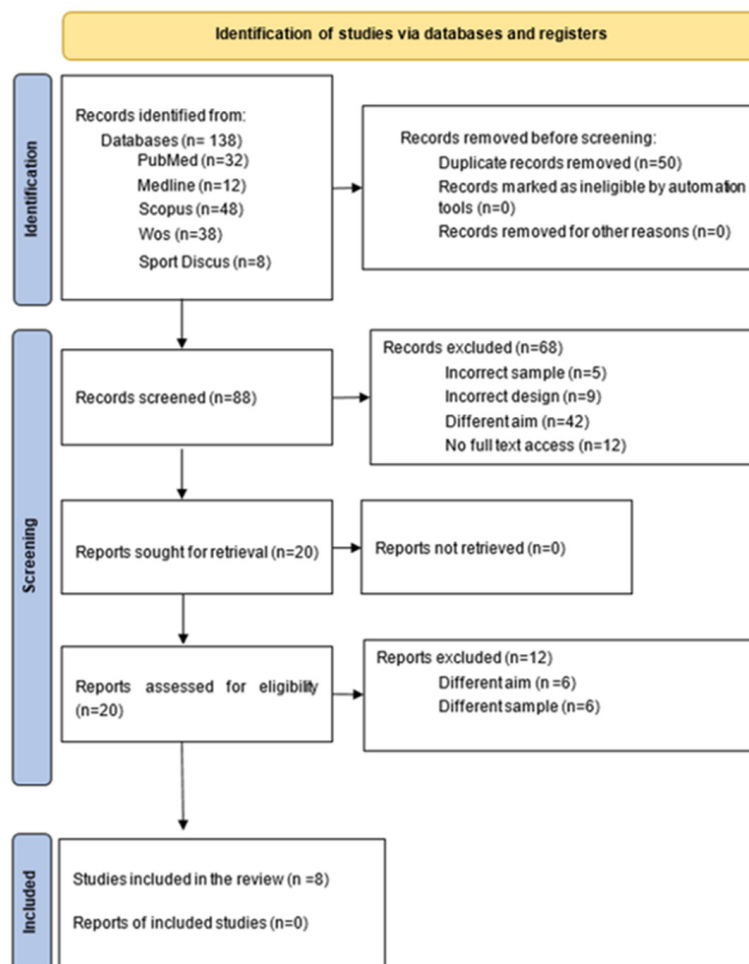 Identification of studies via databases and registers
Identification
Records identified from:
Databases (n= 138)
PubMed (n=32)
Medline (n=12)
Scopus (n=48)
Wos (n=38)
Sport Discus (n=8)
Records removed before screening:
Duplicate records removed (n=50)
Records marked as ineligible by automation
tools (n=0)
Records removed for other reasons (n=0)
Screening
Records screened (n=88)
Records excluded (n=68)
Incorrect sample (n=5)
Incorrect design (n=9)
Different aim (n=42)
No full text access (n=12)
Reports sought for retrieval (n=20)
Reports not retrieved (n=0)
Reports assessed for eligibility
(n=20)
Reports excluded (n=12)
Different aim (n =6)
Different sample (n=6)
Included
Studies included in the review (n =8)
Reports of included studies (n=0)